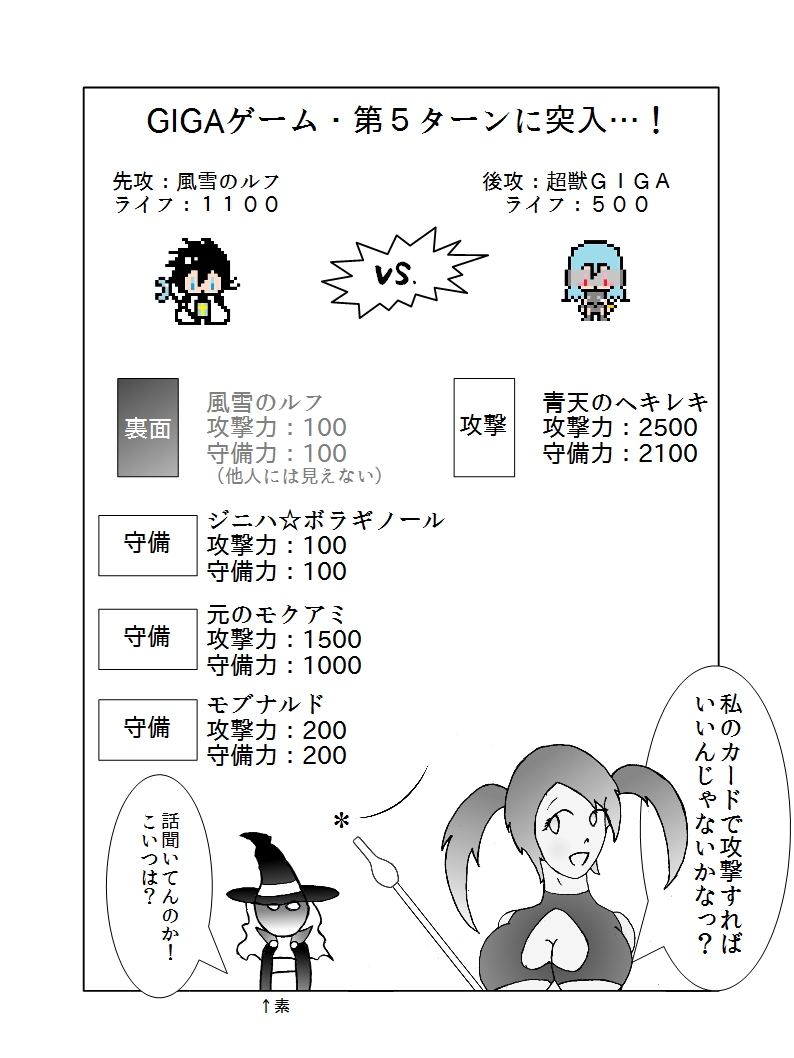 GIGAゲーム・第５ターンに突入…！
先攻：風雪のルフ
ライフ：１１００
後攻：超獣ＧＩＧＡ
ライフ：５００
vs.
裏面
風雪のルフ
攻撃力：100
守備力：100
（他人には見えない）
攻撃
青天のヘキレキ
攻撃力：2500
守備力：2100
守備
ジニハ☆ボラギノール
攻撃力：100
守備力：100
守備
元のモクアミ
攻撃力：1500
守備力：1000
守備
モブナルド
攻撃力：200
守備力：200
私のカードで攻撃すれば
いいんじゃないかなっ？
＊
話聞いてんのか！
こいつは？
↑素